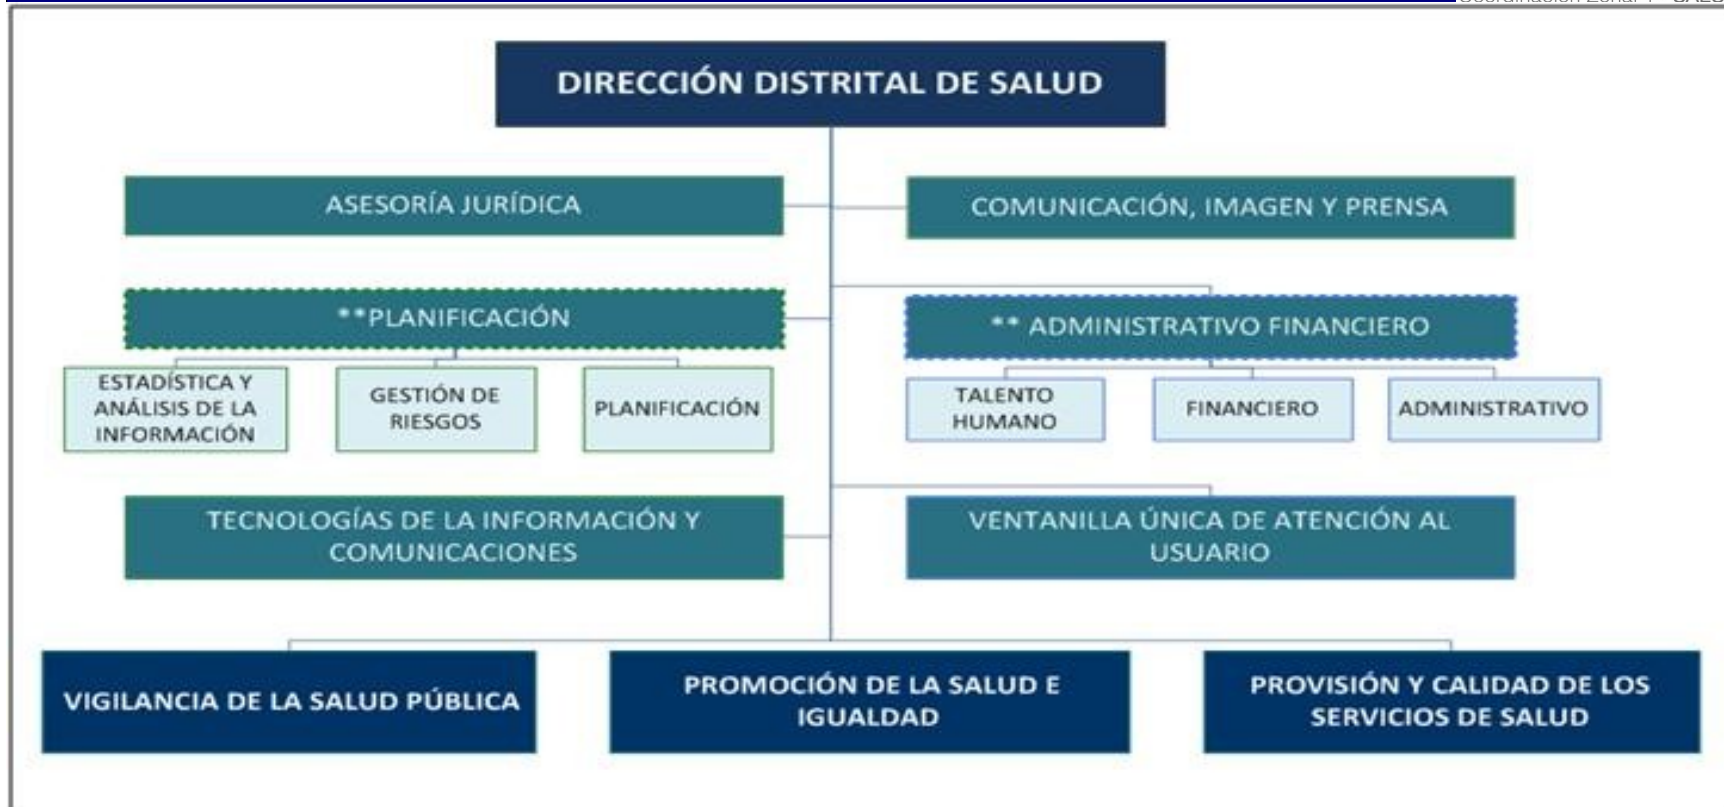 DIRECCIÓN DISTRITAL DE SALUD
ASESORÍA JURÍDICA
COMUNICACIÓN, IMAGEN Y PRENSA
**PLANIFICACIÓN
** ADMINISTRATIVO FINANCIERO
ESTADÍSTICA Y
ANÁLISIS DE LA
INFORMACIÓN
GESTIÓN DE
RIESGOS
PLANIFICACIÓN
TALENTO
HUMANO
FINANCIERO
ADMINISTRATIVO
TECNOLOGÍAS DE LA INFORMACIÓN Y
COMUNICACIONES
VENTANILLA ÚNICA DE ATENCIÓN AL
USUARIO
VIGILANCIA DE LA SALUD PÚBLICA
PROMOCIÓN DE LA SALUD E
IGUALDAD
PROVISIÓN Y CALIDAD DE LOS
SERVICIOS DE SALUD